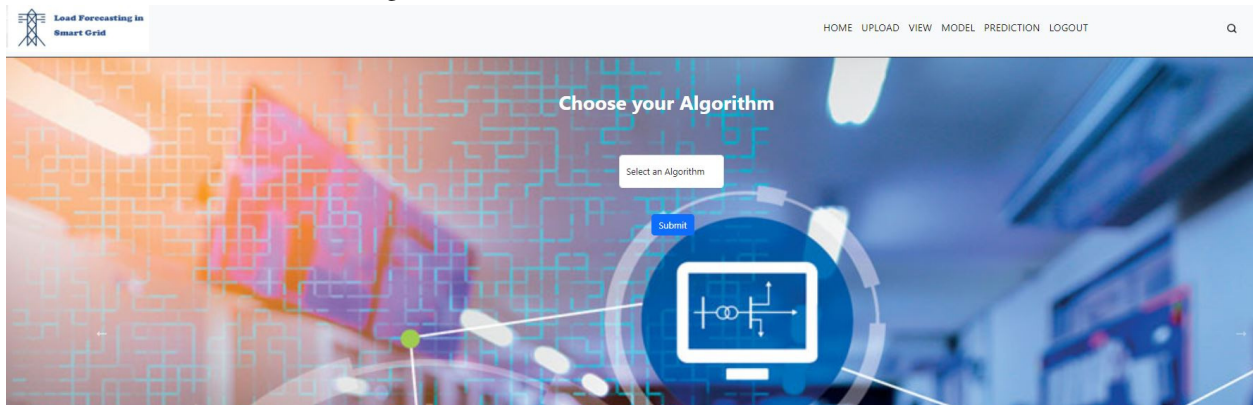 Load Forecasting in
Smart Grid
HOME UPLOAD VIEW MODEL PREDICTION LOGOUT
Choose your Algorithm
Select an Algorithm
Submit